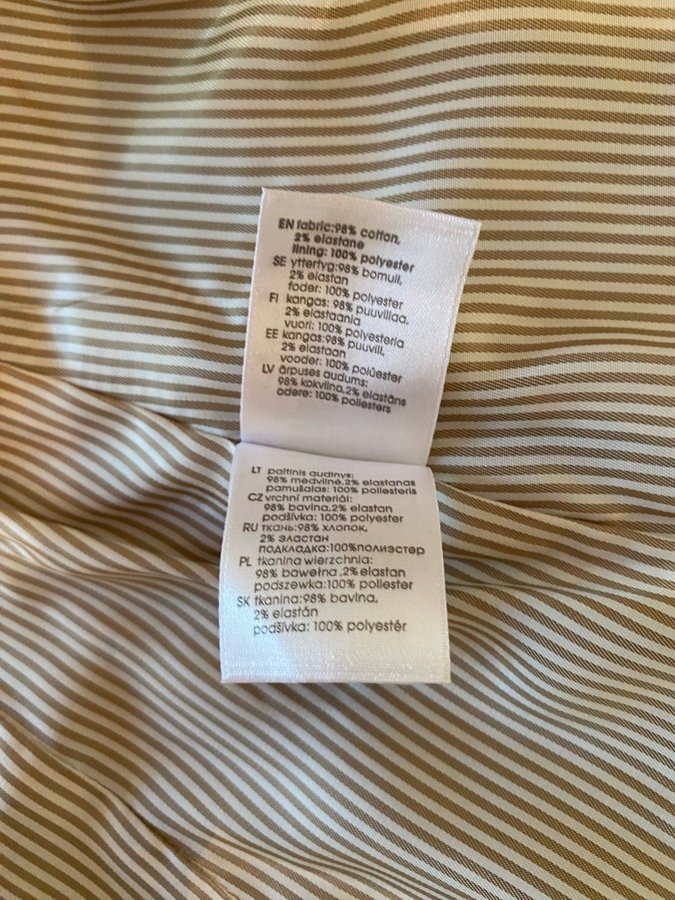 EN fabric:98% cotton,
2% elastane
lining: 100% polyester
SE yttertyg:98% bomull,
2% elastan
foder: 100% polyester
FI kangas: 98% puuvillaa,
2% elastaania
vuori: 100% polyesteria
EE kangas:98% puuvill,
2% elastaan
vooder: 100% polüester
LV ārpuses audums:
98% kokvilna,2% elastāns
odere: 100% poliesters
LT paltinis audinys:
98% medvilnė,2% elastanas
pamušalas: 100% poliesteris
CZ vrchní materiál:
98% bavlna,2% elastan
podšívka: 100% polyester
RU ткань:98% хлопок,
2% эластан
подкладка:100%полиэстер
PL tkanina wierzchnia:
98% bawełna ,2% elastan
podszewka:100% poliester
SK tkanina:98% bavlna,
2% elastán
podšívka: 100% polyestér